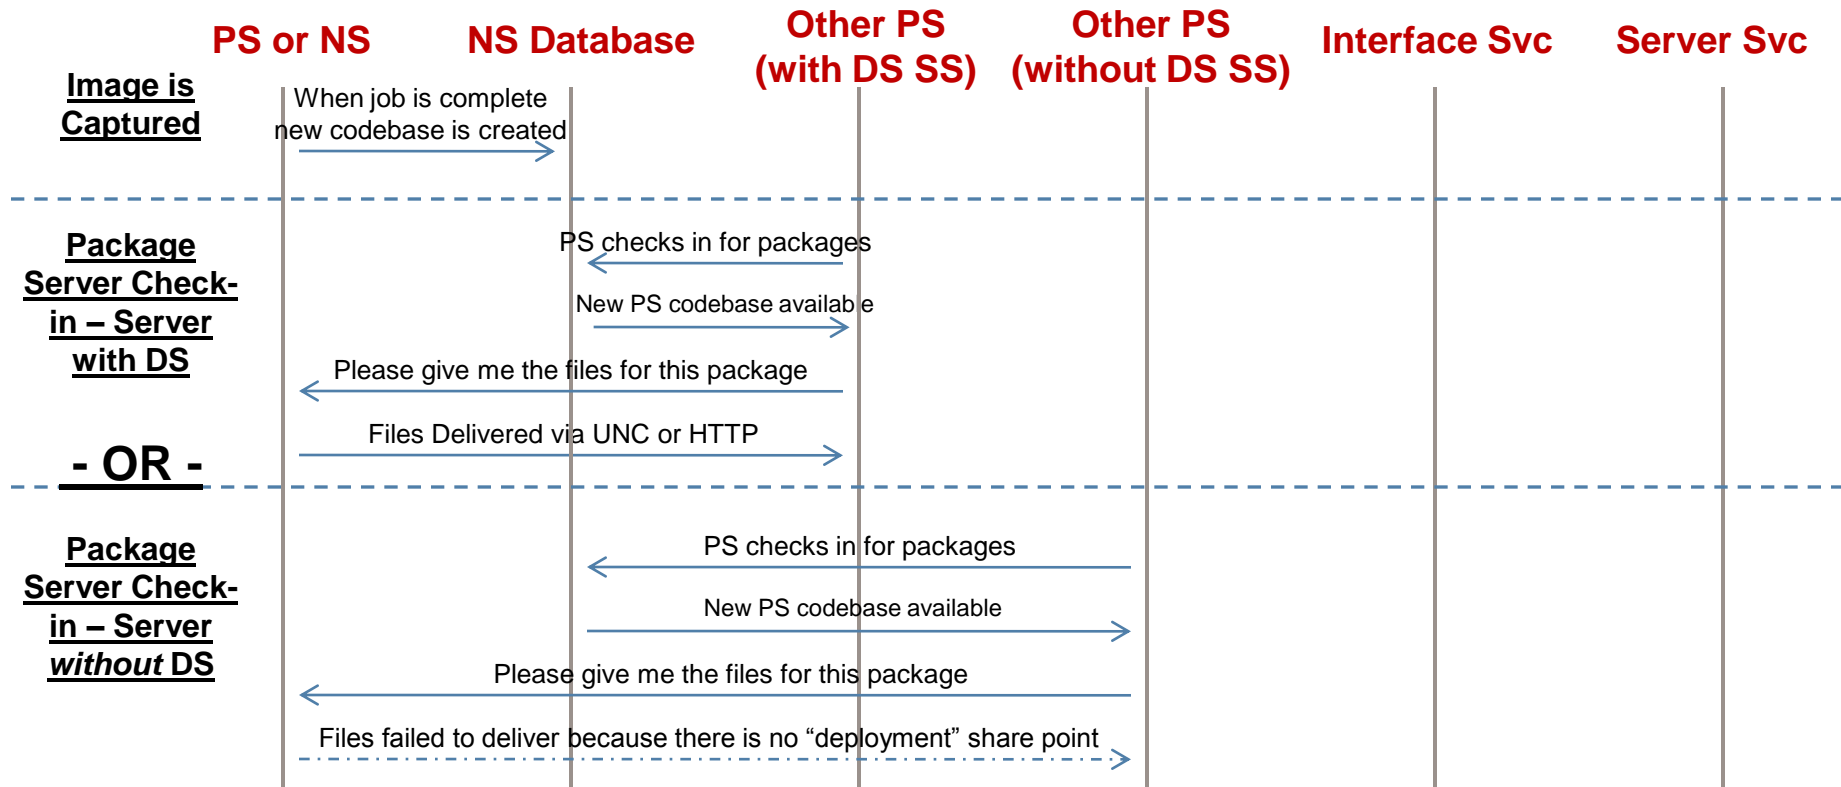 PS or NS
NS Database
Other PS
(with DS SS)
Other PS
(without DS SS)
Interface Svc
Server Svc
Image is
Captured
When job is complete
new codebase is created
Package
Server Check-
in – Server
with DS
PS checks in for packages
New PS codebase available
Please give me the files for this package
Files Delivered via UNC or HTTP
- OR -
Package
Server Check-
in – Server
without DS
PS checks in for packages
New PS codebase available
Please give me the files for this package
Files failed to deliver because there is no “deployment” share point